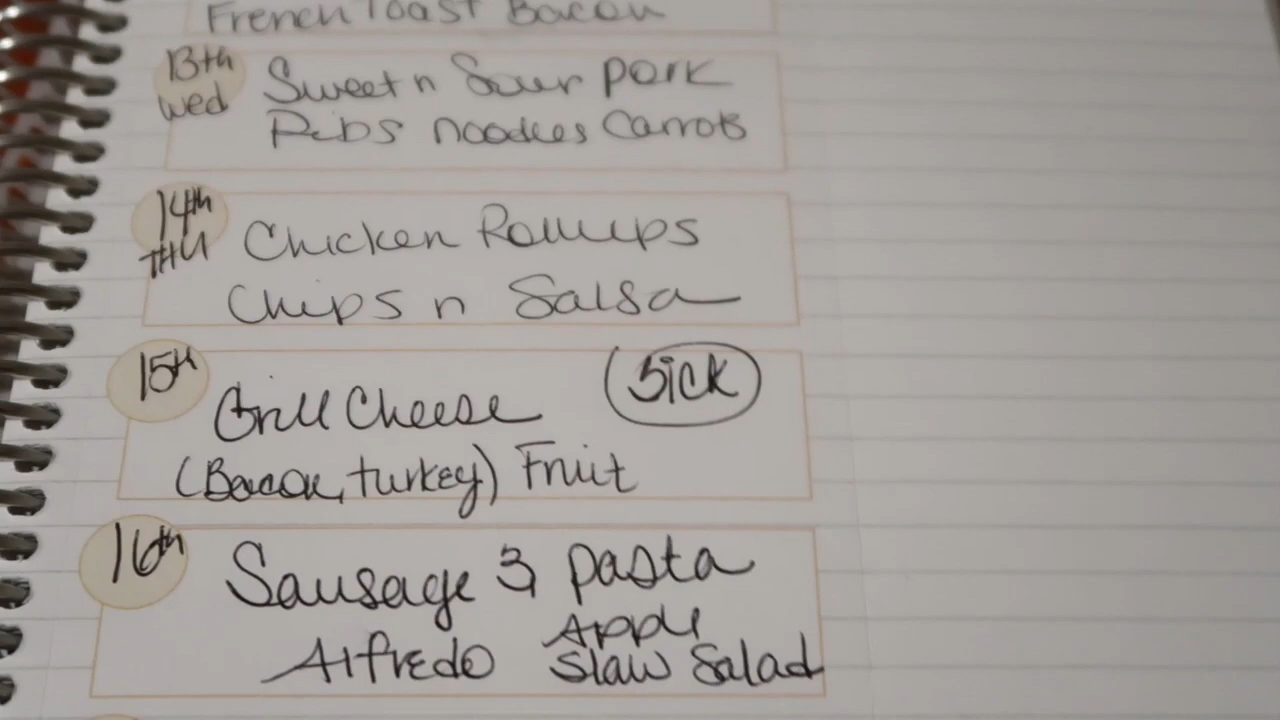 French Toast Bacon
13th Sweet n Sour Pork
Wed Ribs noodles Carrots
14th
THU Chicken Rollups
Chips n Salsa
15th Grill Cheese Sick
(Bacon, turkey) Fruit
16th Sausage & Pasta
Apple
Alfredo Slaw Salad